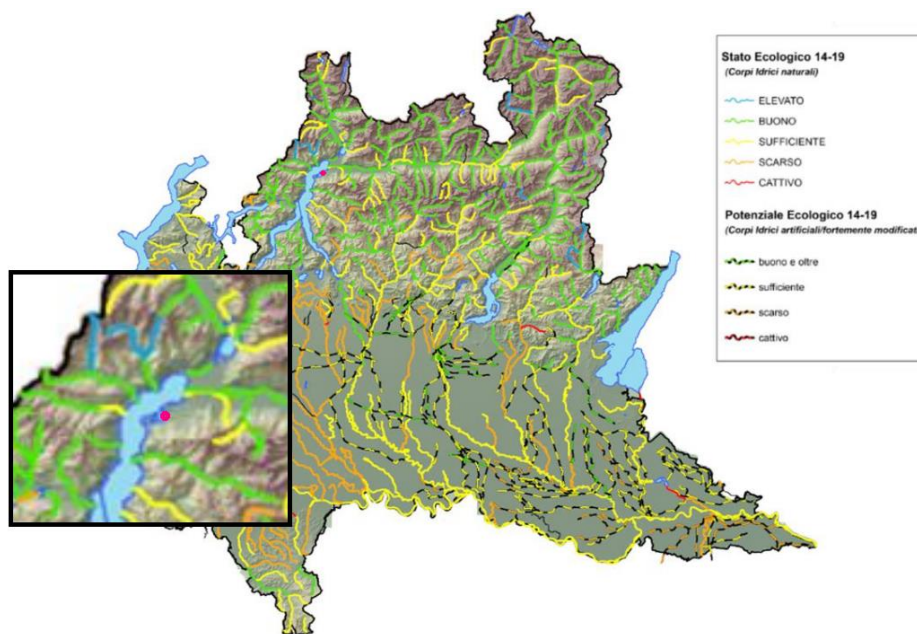 Stato Ecologico 14-19
(Corpi Idrici naturali)
ELEVATO
BUONO
SUFFICIENTE
SCARSO
CATTIVO
Potenziale Ecologico 14-19
(Corpi Idrici artificiali/fortemente modificat
buono e oltre
sufficiente
scarso
cattivo